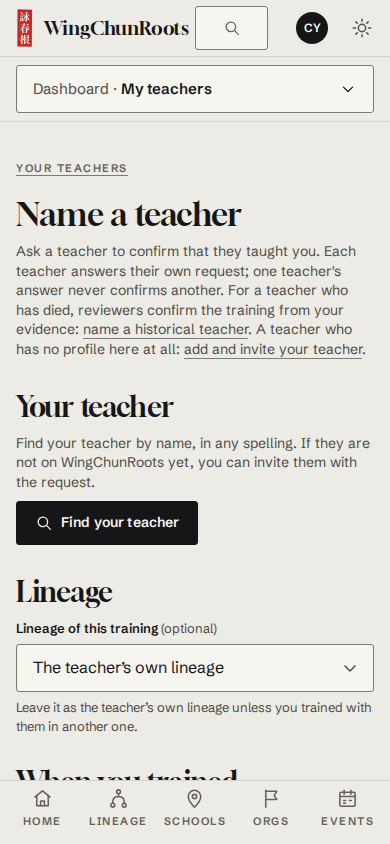 詠春根
WingChunRoots
CY
Dashboard · My teachers
YOUR TEACHERS
Name a teacher
Ask a teacher to confirm that they taught you. Each
teacher answers their own request; one teacher's
answer never confirms another. For a teacher who
has died, reviewers confirm the training from your
evidence: name a historical teacher. A teacher who
has no profile here at all: add and invite your teacher.
Your teacher
Find your teacher by name, in any spelling. If they are
not on WingChunRoots yet, you can invite them with
the request.
Find your teacher
Lineage
Lineage of this training (optional)
The teacher’s own lineage
Leave it as the teacher’s own lineage unless you trained with
them in another one.
When you trained
HOME LINEAGE SCHOOLS ORGS EVENTS